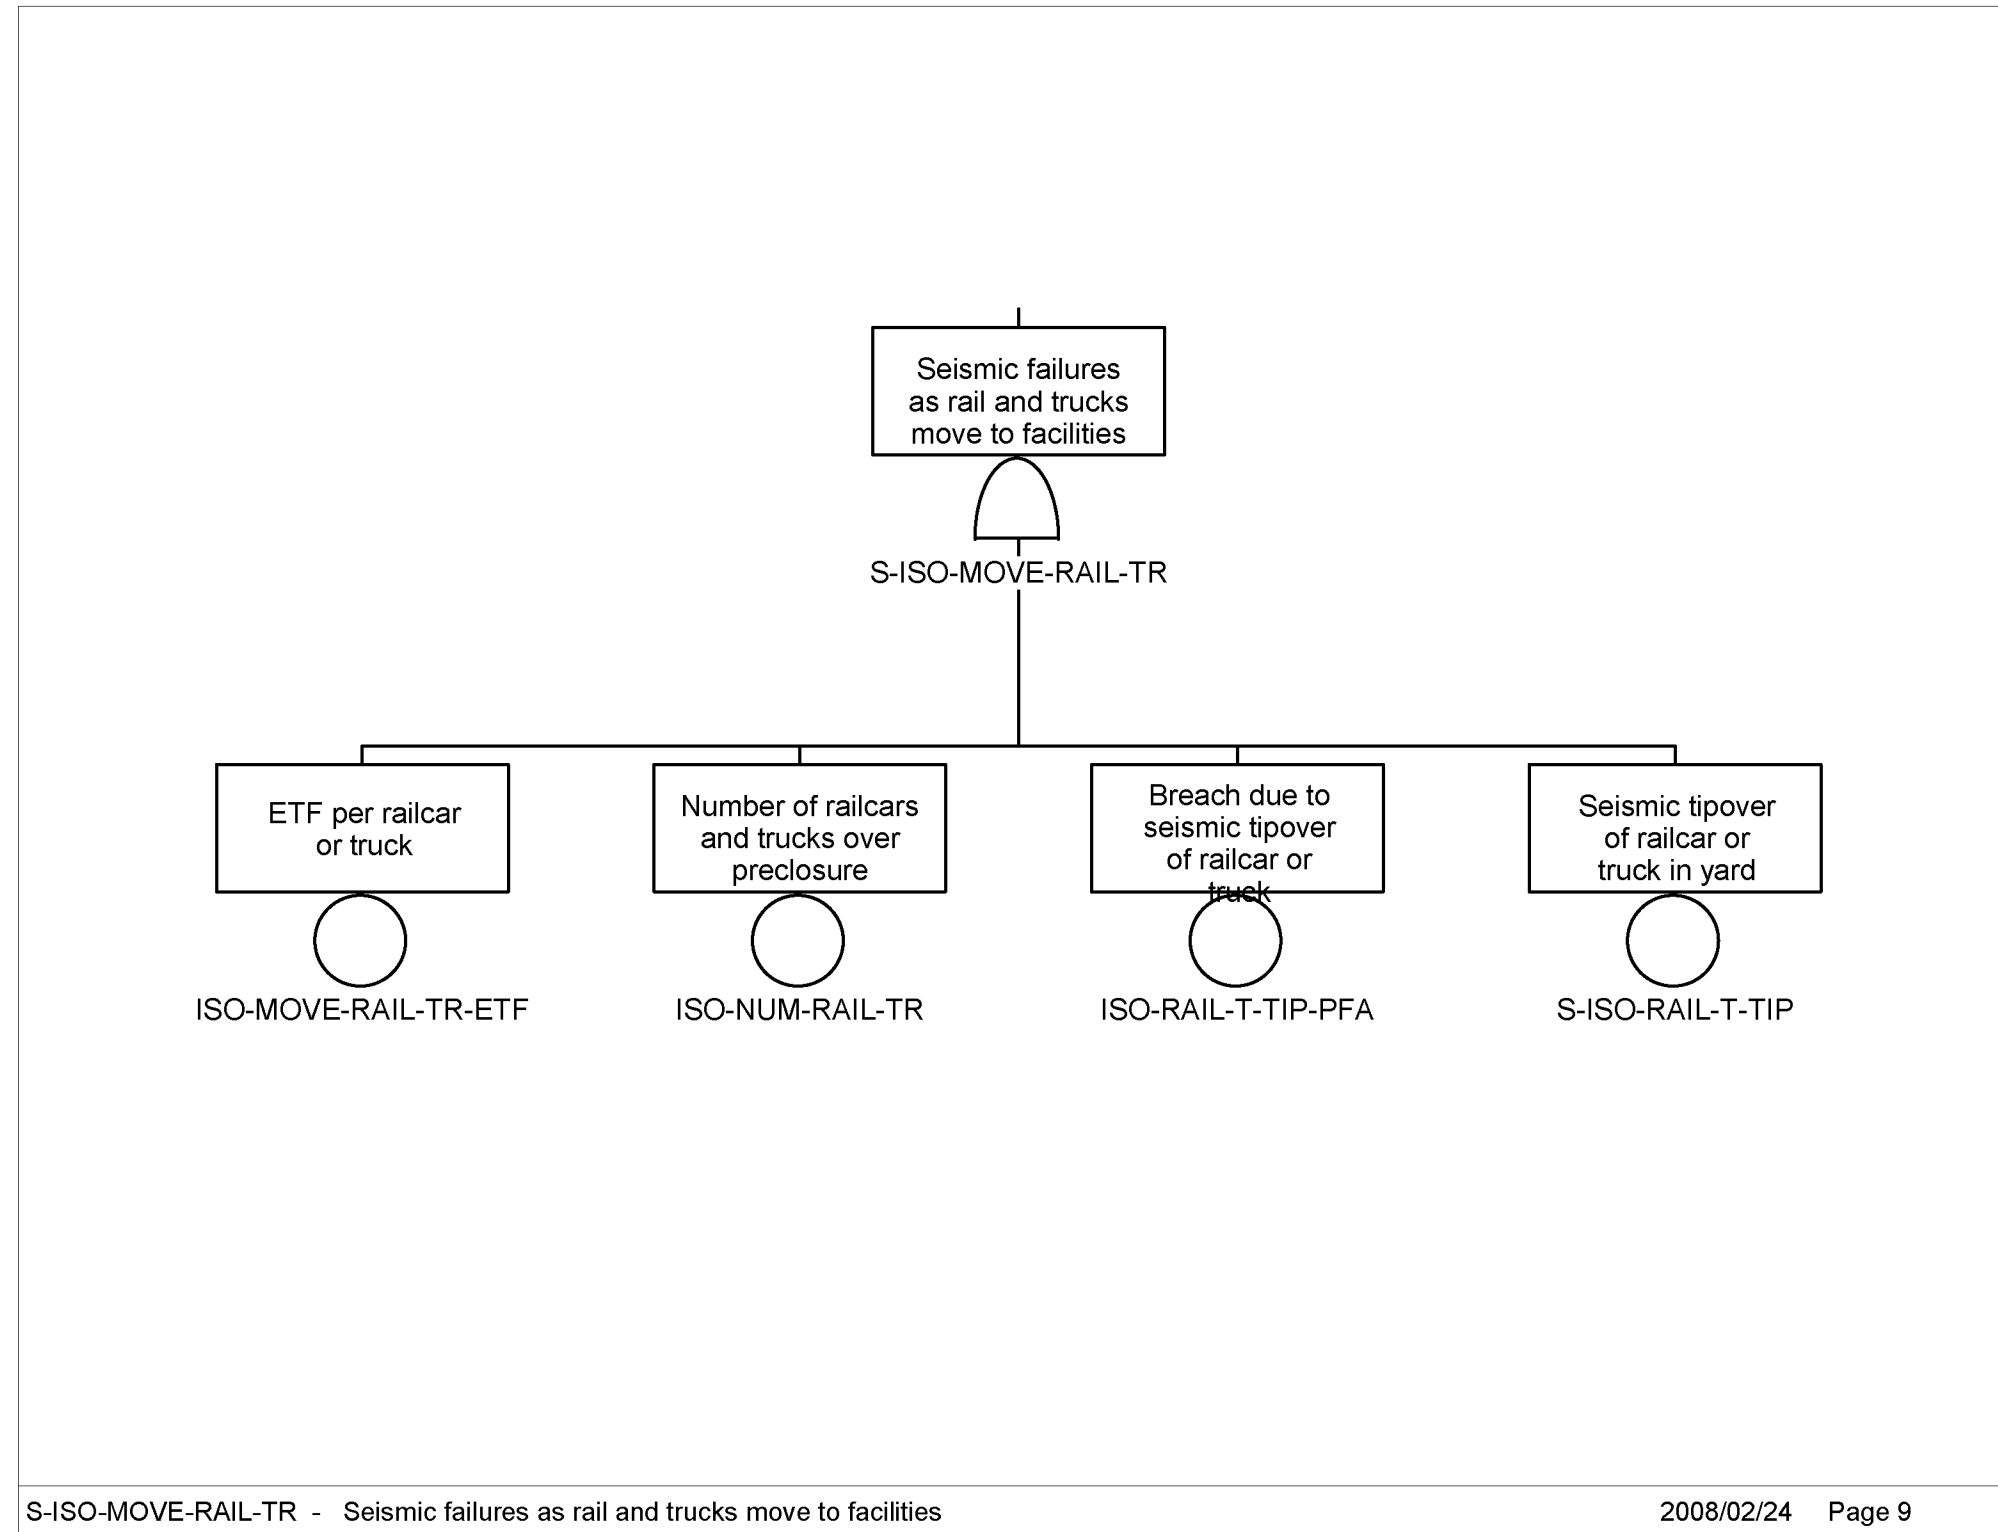 Seismic failures
as rail and trucks
move to facilities
S-ISO-MOVE-RAIL-TR
ETF per railcar
or truck
ISO-MOVE-RAIL-TR-ETF
Number of railcars
and trucks over
preclosure
ISO-NUM-RAIL-TR
Breach due to
seismic tipover
of railcar or
truck
ISO-RAIL-T-TIP-PFA
Seismic tipover
of railcar or
truck in yard
S-ISO-RAIL-T-TIP
S-ISO-MOVE-RAIL-TR - Seismic failures as rail and trucks move to facilities
2008/02/24 Page 9